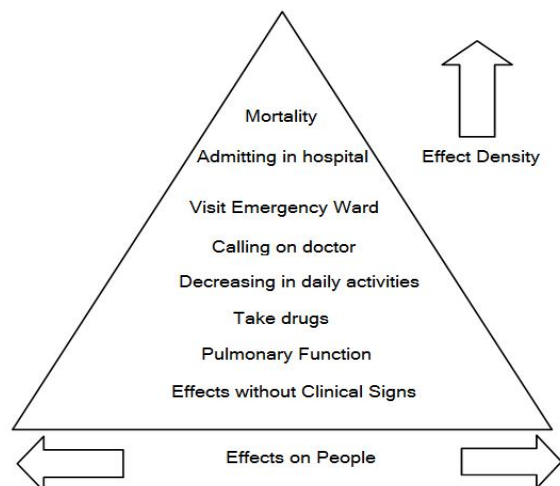 Mortality
Admitting in hospital
Effect Density
Visit Emergency Ward
Calling on doctor
Decreasing in daily activities
Take drugs
Pulmonary Function
Effects without Clinical Signs
Effects on People